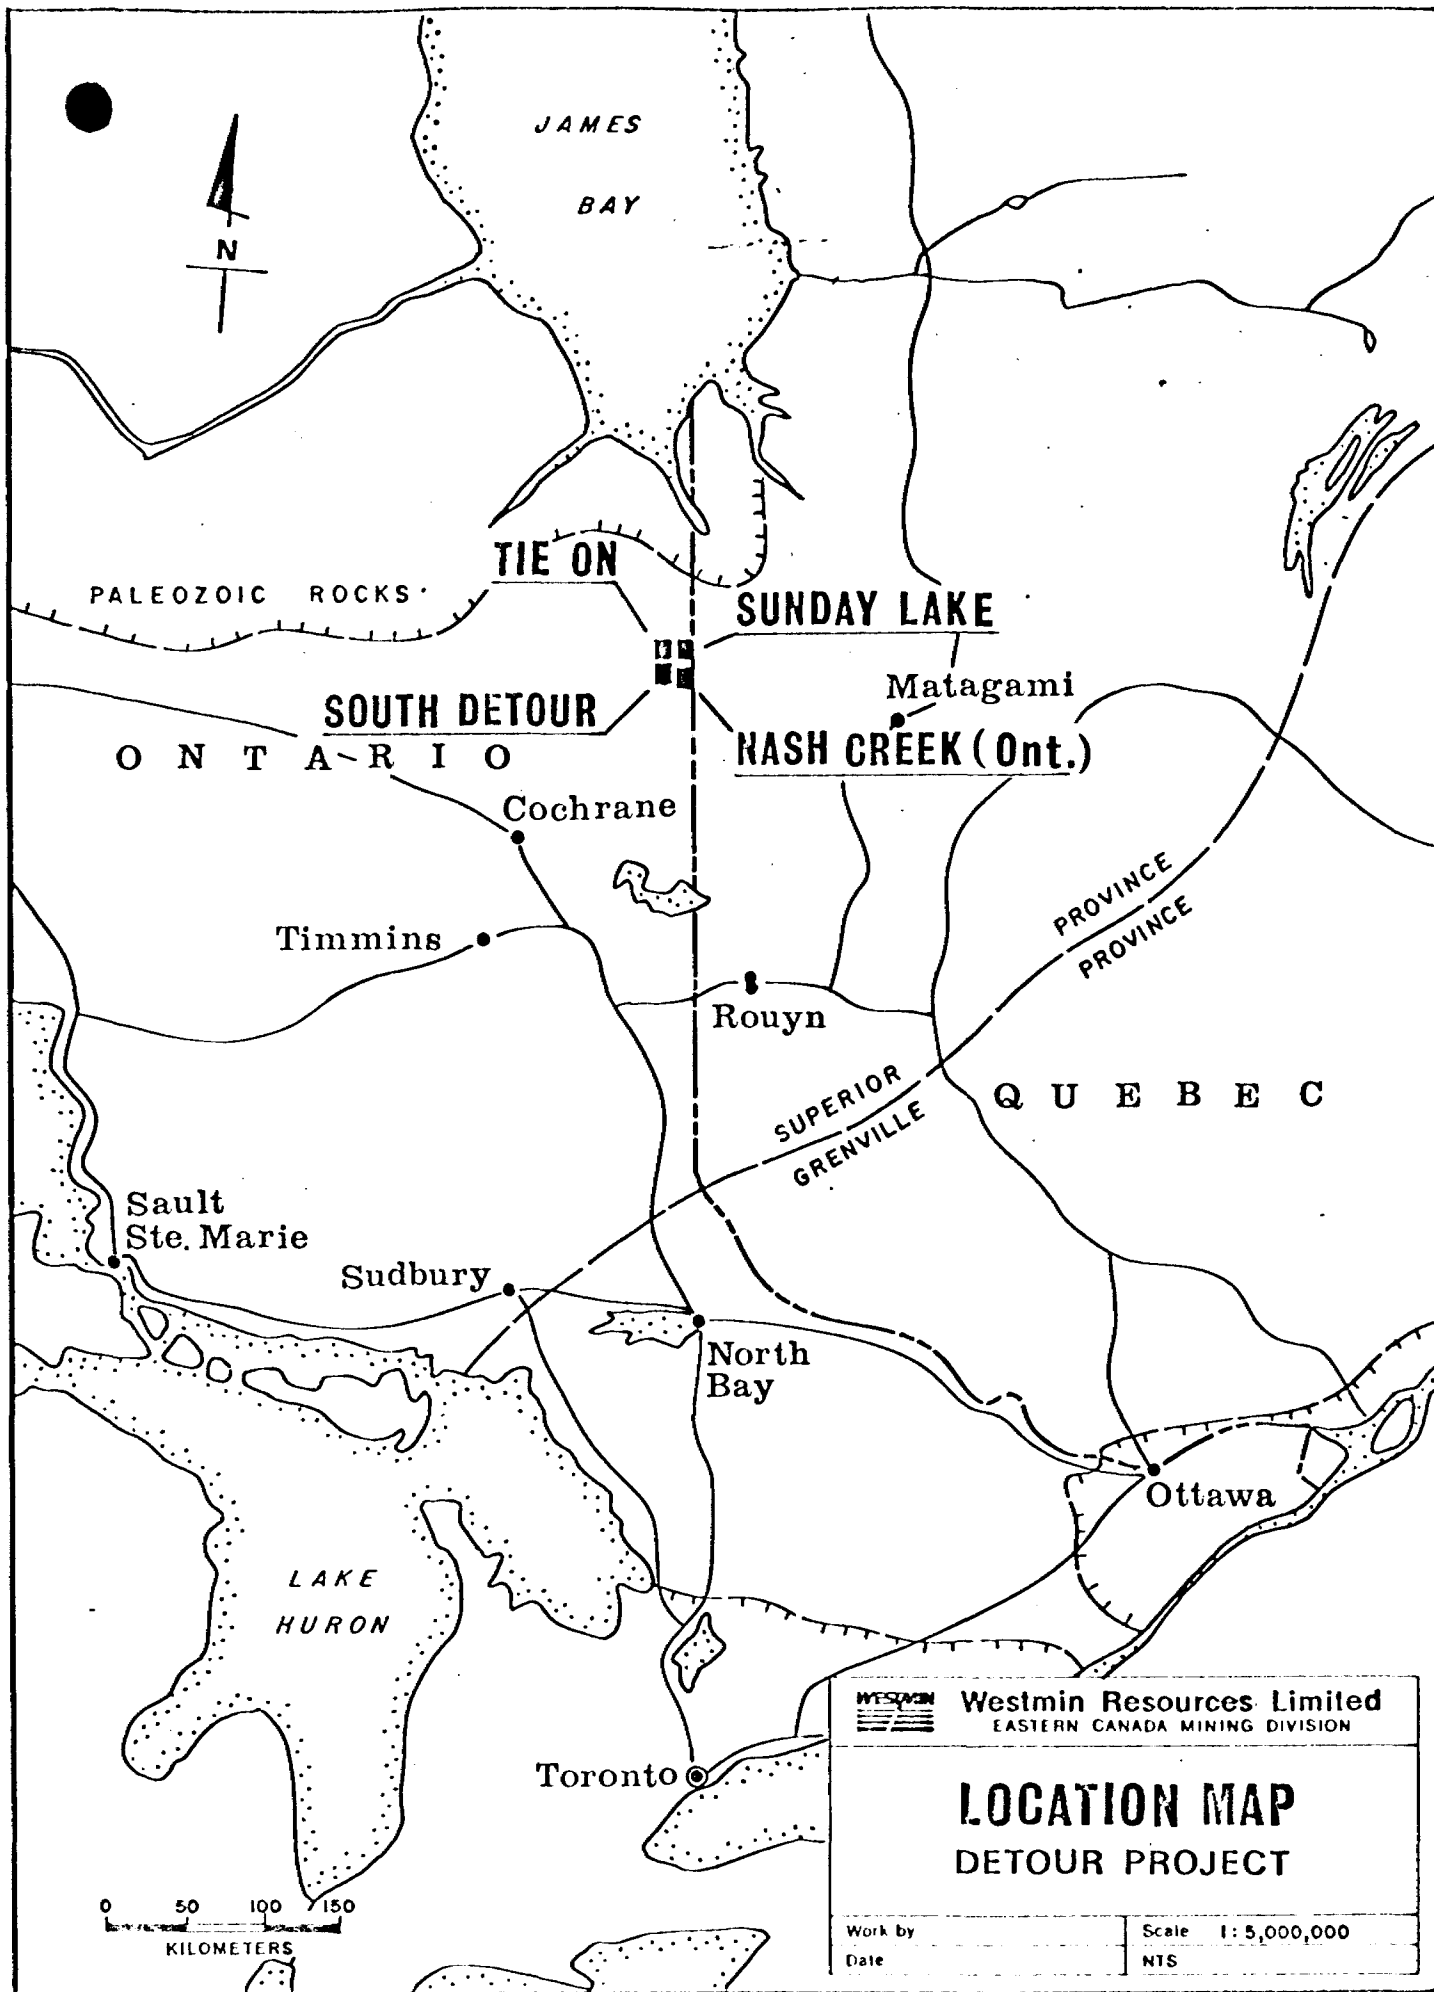 JAMES
BAY
N
TIE ON
PALEOZOIC ROCKS
SUNDAY LAKE
Matagami
SOUTH DETOUR
NASH CREEK (Ont.)
ONTARIO
Cochrane
PROVINCE
PROVINCE
Timmins
Rouyn
SUPERIOR
GRENVILLE
QUEBEC
Sault
Ste. Marie
Sudbury
North
Bay
Ottawa
LAKE
HURON
Toronto
WESTMIN
Westmin Resources Limited
EASTERN CANADA MINING DIVISION
LOCATION MAP
DETOUR PROJECT
0 50 100 150
KILOMETERS
Work by
Scale 1:5,000,000
Date
NTS